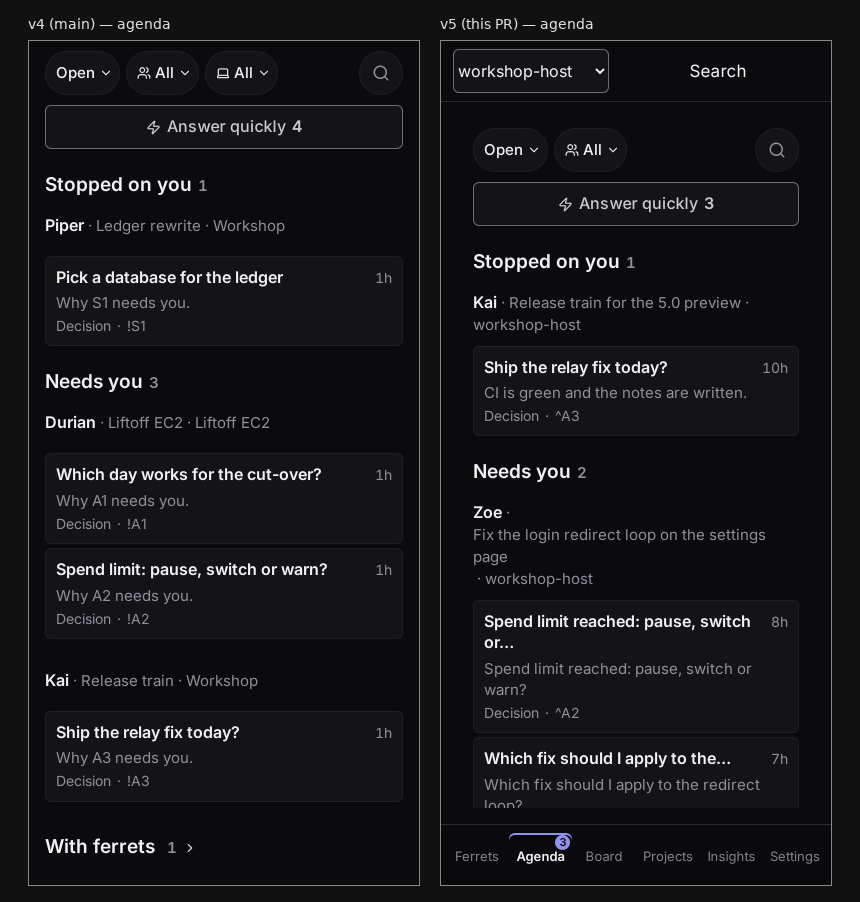 v4 (main) — agenda
Open All All
Answer quickly 4
Stopped on you 1
Piper · Ledger rewrite · Workshop
Pick a database for the ledger 1h
Why S1 needs you.
Decision · !S1
Needs you 3
Durian · Liftoff EC2 · Liftoff EC2
Which day works for the cut-over? 1h
Why A1 needs you.
Decision · !A1
Spend limit: pause, switch or warn? 1h
Why A2 needs you.
Decision · !A2
Kai · Release train · Workshop
Ship the relay fix today? 1h
Why A3 needs you.
Decision · !A3
With ferrets 1
v5 (this PR) — agenda
workshop-host Search
Open All
Answer quickly 3
Stopped on you 1
Kai · Release train for the 5.0 preview ·
workshop-host
Ship the relay fix today? 10h
CI is green and the notes are written.
Decision · ^A3
Needs you 2
Zoe ·
Fix the login redirect loop on the settings
page
· workshop-host
Spend limit reached: pause, switch 8h
or…
Spend limit reached: pause, switch or
warn?
Decision · ^A2
Which fix should I apply to the… 7h
Which fix should I apply to the redirect
loop?
3
Ferrets Agenda Board Projects Insights Settings